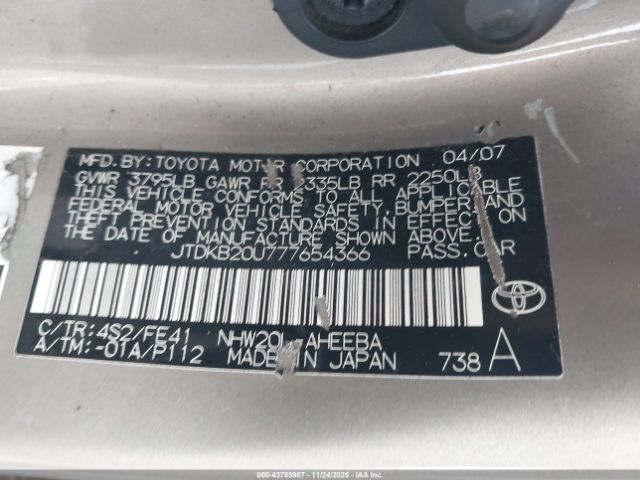 MFD. BY: TOYOTA MOTOR CORPORATION 04/07
GVWR 3795LB GAWR FR 2335LB RR 2250LB
THIS VEHICLE CONFORMS TO ALL APPLICABLE
FEDERAL MOTOR VEHICLE SAFETY, BUMPER, AND
THEFT PREVENTION STANDARDS IN EFFECT ON
THE DATE OF MANUFACTURE SHOWN ABOVE.
JTDKB20U777654366 PASS. CAR
C/TR: 4S2/FE41 NHW20L-AHEEBA
A/TM: -01A/P112 MADE IN JAPAN 738 A
000-43785987 11/24/2025 IAAI.COM